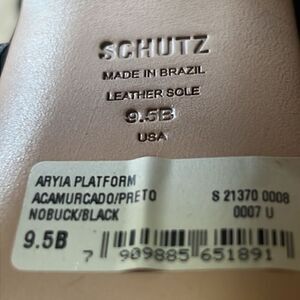 SCHUTZ
MADE IN BRAZIL
LEATHER SOLE
9.5B
USA
ARYIA PLATFORM
ACAMURCADO/PRETO S 21370 0008
NOBUCK/BLACK 0007 U
9.5B
7 909885 651891